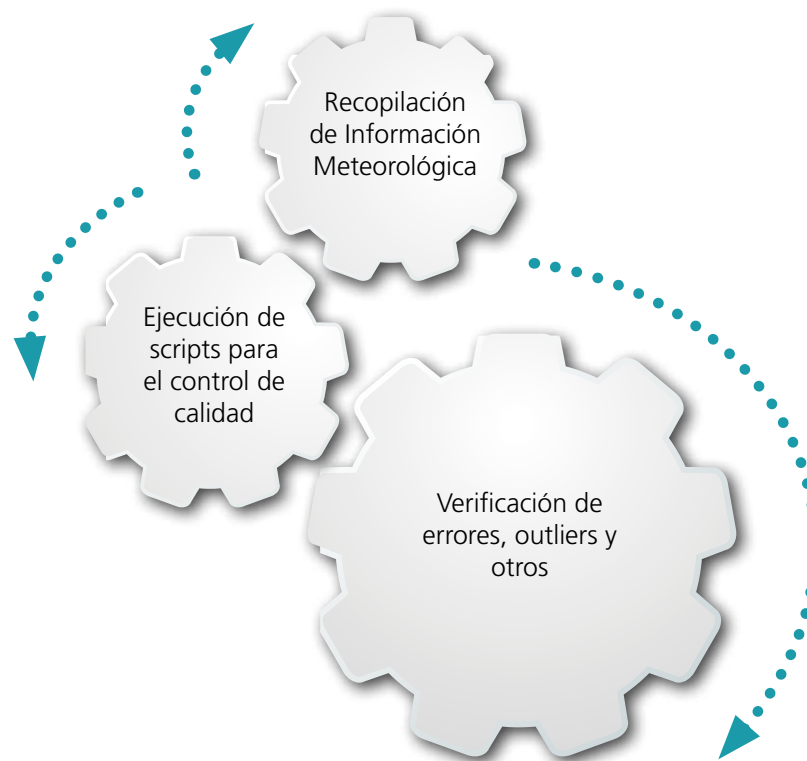 Recopilación
de Información
Meteorológica
Ejecución de
scripts para
el control de
calidad
Verificación de
errores, outliers y
otros